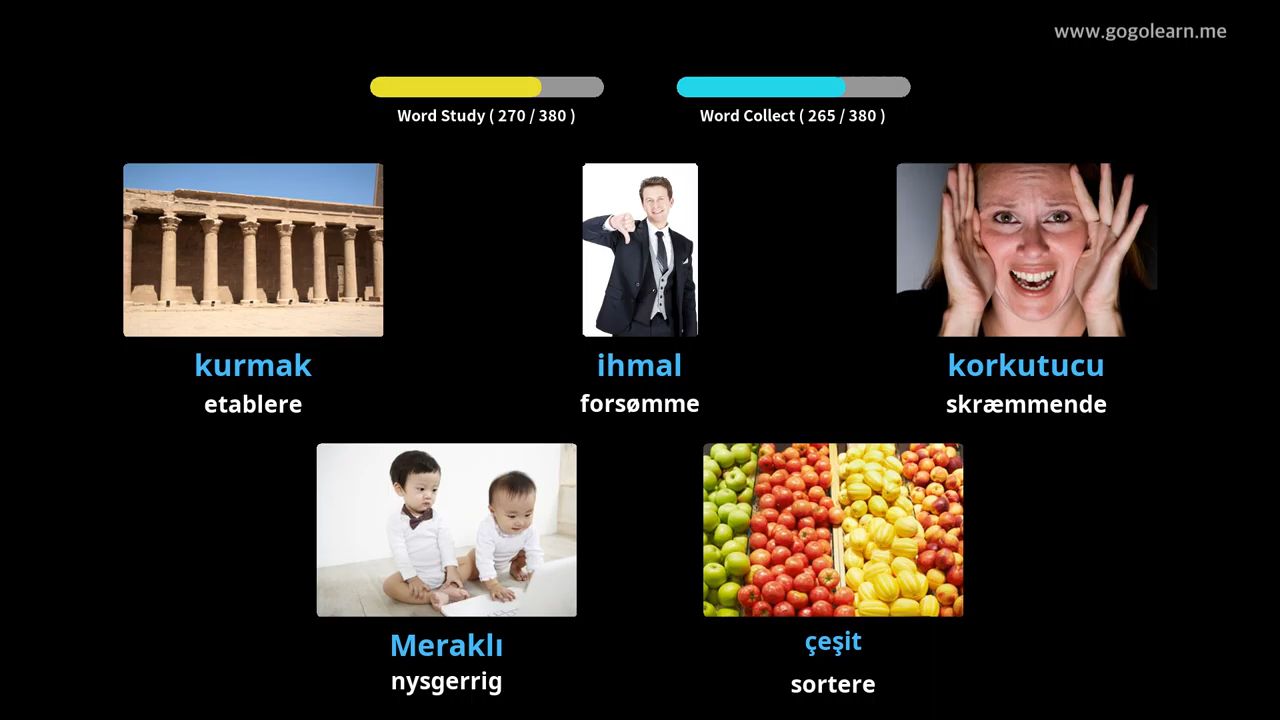 www.gogolearn.me
Word Study ( 270 / 380 )
Word Collect ( 265 / 380 )
kurmak
etablere
ihmal
forsømme
korkutucu
skræmmende
Meraklı
nysgerrig
çeşit
sortere